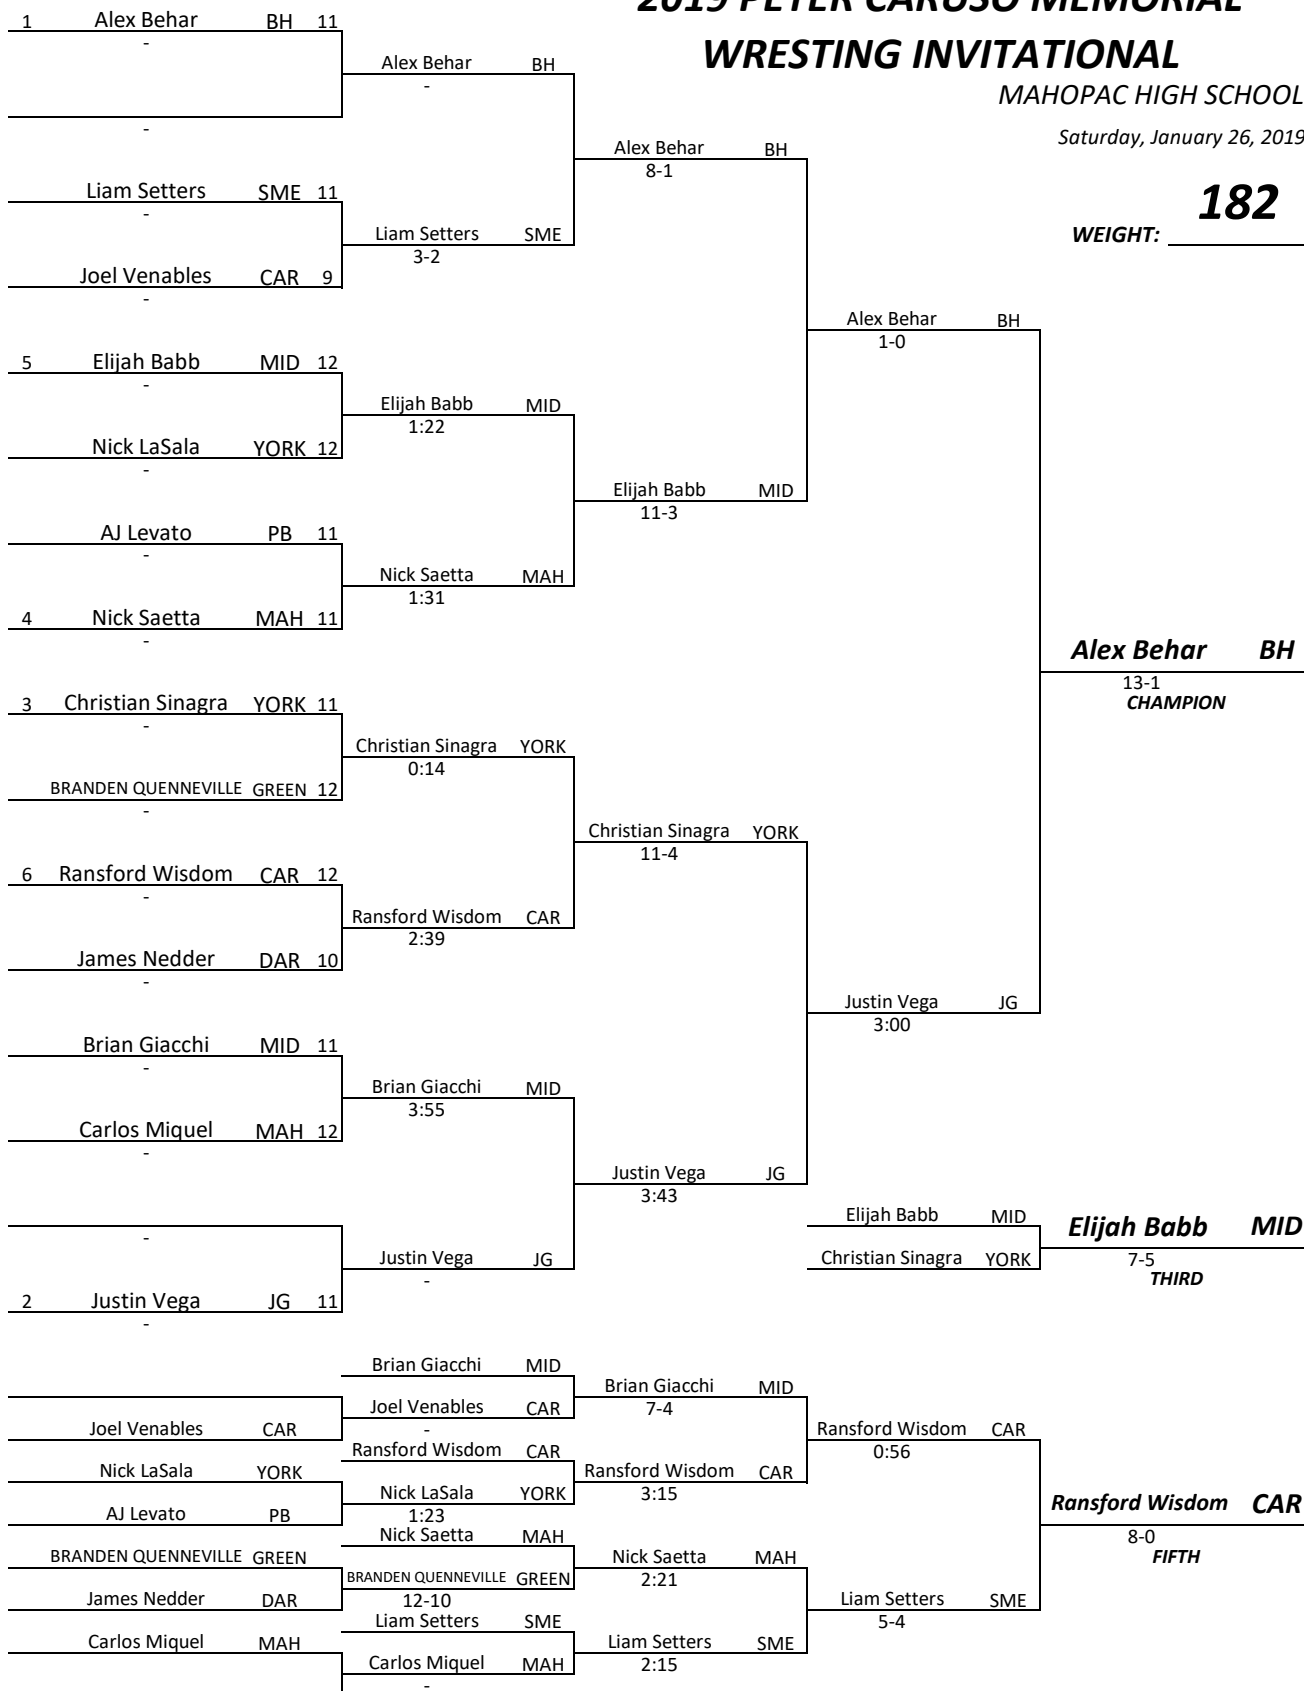 2019 PETER CARUSO MEMORIAL
WRESTING INVITATIONAL
MAHOPAC HIGH SCHOOL
Saturday, January 26, 2019
182
WEIGHT:
1 Alex Behar BH 11
-
Alex Behar BH
-
-
Alex Behar BH
8-1
Liam Setters SME 11
-
Liam Setters SME
3-2
Joel Venables CAR 9
-
Alex Behar BH
1-0
5 Elijah Babb MID 12
-
Elijah Babb MID
1:22
Nick LaSala YORK 12
-
Elijah Babb MID
11-3
AJ Levato PB 11
-
Nick Saetta MAH
1:31
4 Nick Saetta MAH 11
-
Alex Behar BH
13-1
CHAMPION
3 Christian Sinagra YORK 11
-
Christian Sinagra YORK
0:14
BRANDEN QUENNEVILLE GREEN 12
-
Christian Sinagra YORK
11-4
6 Ransford Wisdom CAR 12
-
Ransford Wisdom CAR
2:39
James Nedder DAR 10
-
Justin Vega JG
3:00
Brian Giacchi MID 11
-
Brian Giacchi MID
3:55
Carlos Miquel MAH 12
-
Justin Vega JG
3:43
-
Justin Vega JG
-
2 Justin Vega JG 11
-
Elijah Babb MID
Christian Sinagra YORK
Elijah Babb MID
7-5
THIRD
Brian Giacchi MID
Brian Giacchi MID
7-4
Joel Venables CAR
-
Joel Venables CAR
Ransford Wisdom CAR
0:56
Ransford Wisdom CAR
Nick LaSala YORK
Ransford Wisdom CAR
3:15
Nick LaSala YORK
1:23
AJ Levato PB
Ransford Wisdom CAR
8-0
FIFTH
Nick Saetta MAH
BRANDEN QUENNEVILLE GREEN
Nick Saetta MAH
2:21
BRANDEN QUENNEVILLE GREEN
12-10
James Nedder DAR
Liam Setters SME
5-4
Liam Setters SME
Carlos Miquel MAH
Liam Setters SME
2:15
Carlos Miquel MAH
-